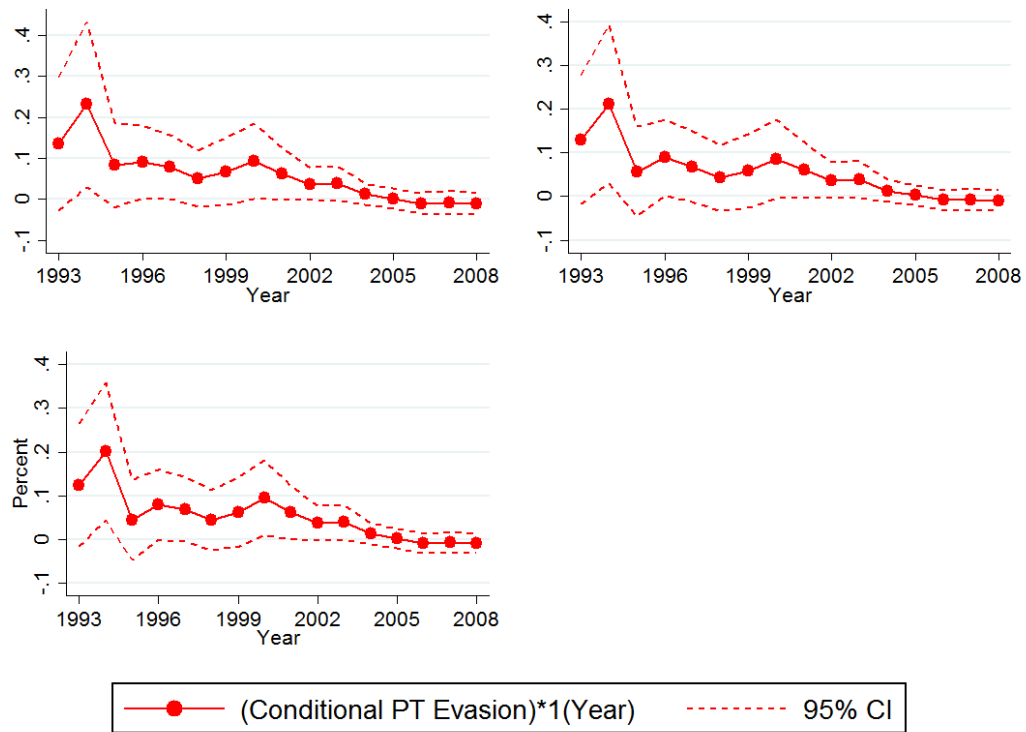 .4
.3
.2
.1
0
-.1
1993 1996 1999 2002 2005 2008
Year
.4
.3
.2
.1
0
-.1
1993 1996 1999 2002 2005 2008
Year
Percent
.4
.3
.2
.1
0
-.1
1993 1996 1999 2002 2005 2008
Year
(Conditional PT Evasion)*1(Year) 95% CI